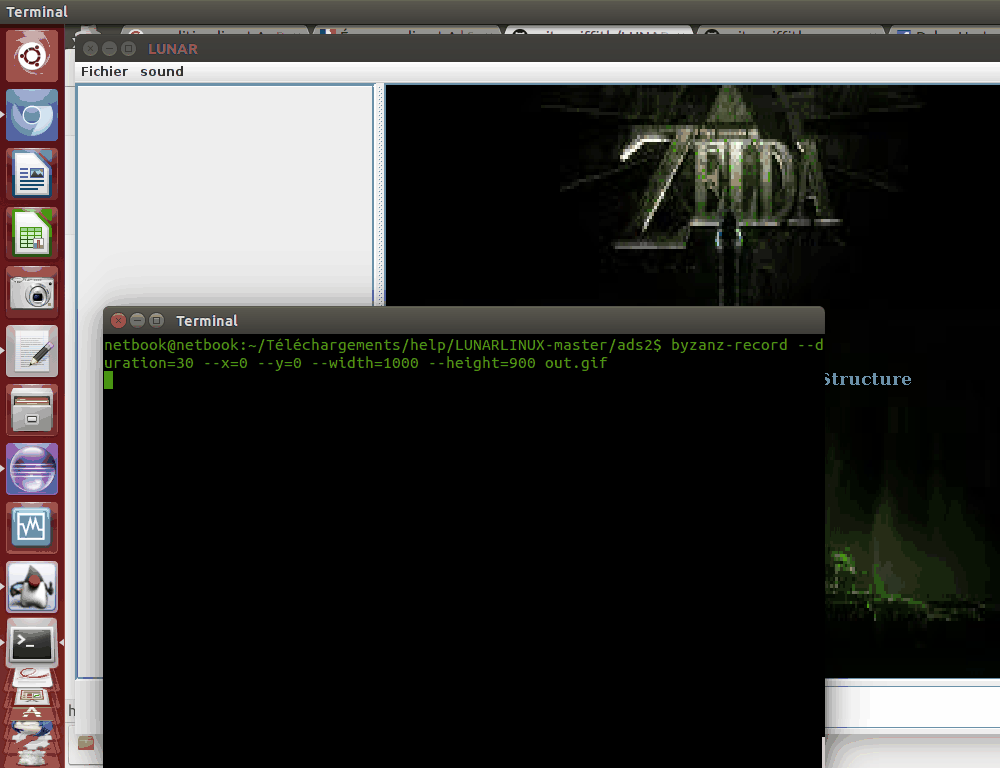 Terminal
LUNAR
Fichier sound
ZELDA
Terminal
netbook@netbook:~/Téléchargements/help/LUNARLINUX-master/ads2$ byzanz-record --d
uration=30 --x=0 --y=0 --width=1000 --height=900 out.gif
Structure